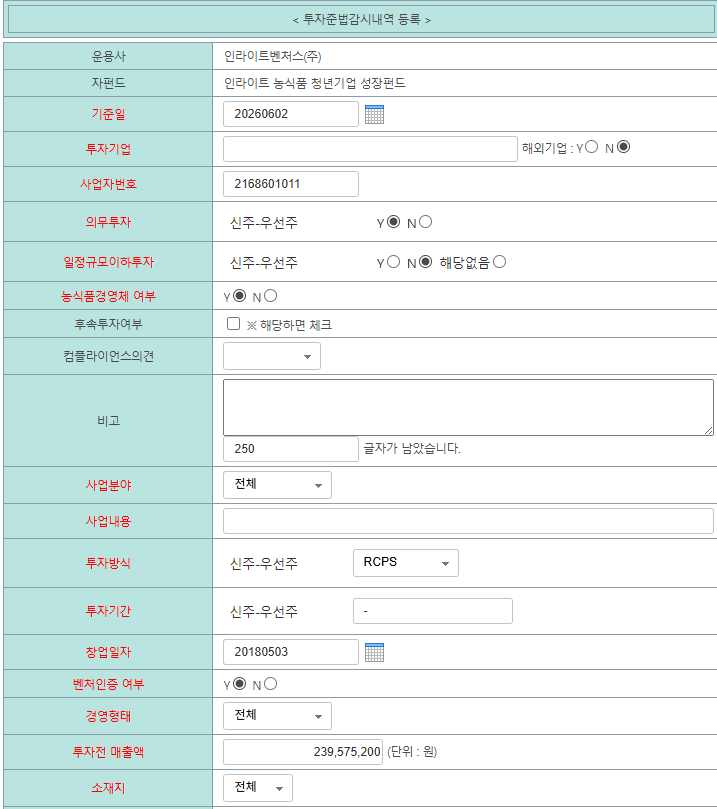 < 투자준법감시내역 등록 >
운용사 인라이트벤처스(주)
자펀드 인라이트 농식품 청년기업 성장펀드
기준일 20260602
투자기업 해외기업 : Y N
사업자번호 2168601011
의무투자 신주-우선주 Y N
일정규모이하투자 신주-우선주 Y N 해당없음
농식품경영체 여부 Y N
후속투자여부 ※ 해당하면 체크
컴플라이언스의견
비고
250 글자가 남았습니다.
사업분야 전체
사업내용
투자방식 신주-우선주 RCPS
투자기간 신주-우선주 -
창업일자 20180503
벤처인증 여부 Y N
경영형태 전체
투자전 매출액 239,575,200 (단위 : 원)
소재지 전체